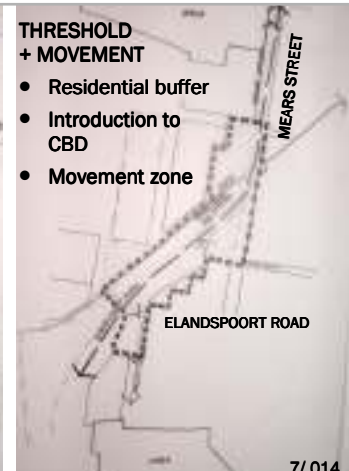 THRESHOLD
+ MOVEMENT
• Residential buffer
• Introduction to
CBD
• Movement zone
MEARS STREET
ELANDSPOORT ROAD
7/ 014